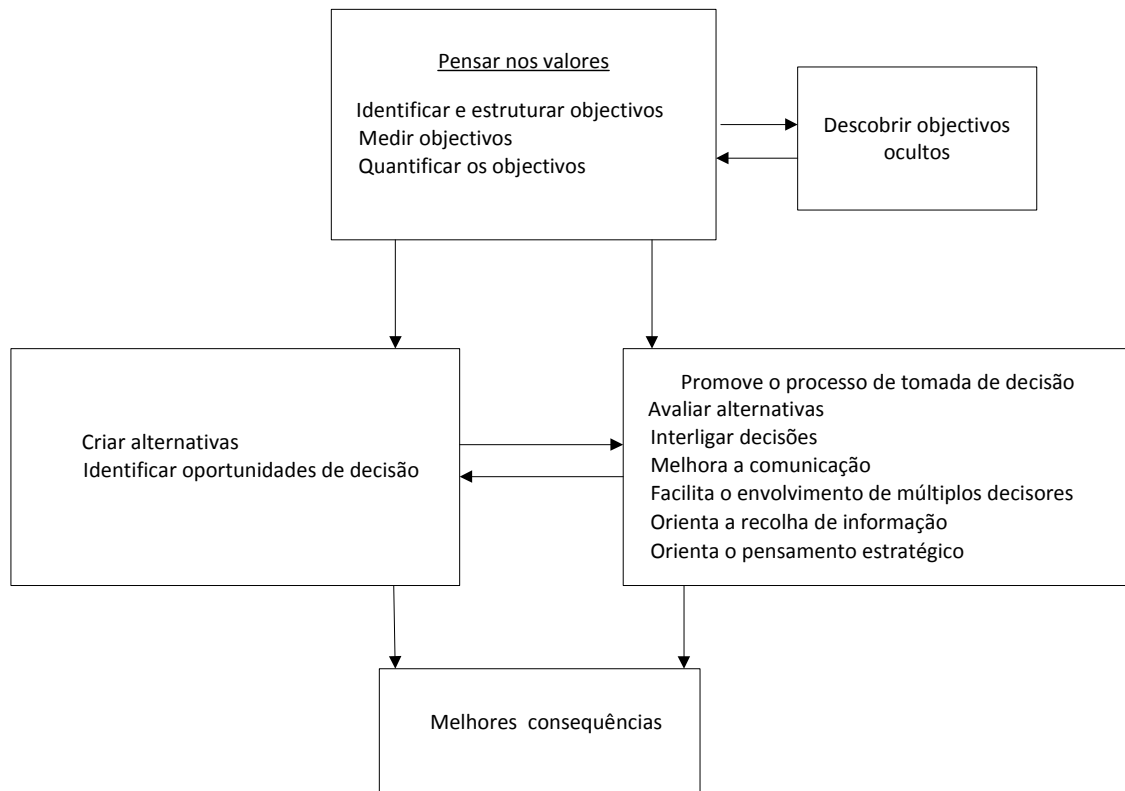 Pensar nos valores
Identificar e estruturar objectivos
Medir objectivos
Quantificar os objectivos
Descobrir objectivos
ocultos
Criar alternativas
Identificar oportunidades de decisão
Promove o processo de tomada de decisão
Avaliar alternativas
Interligar decisões
Melhora a comunicação
Facilita o envolvimento de múltiplos decisores
Orienta a recolha de informação
Orienta o pensamento estratégico
Melhores consequências